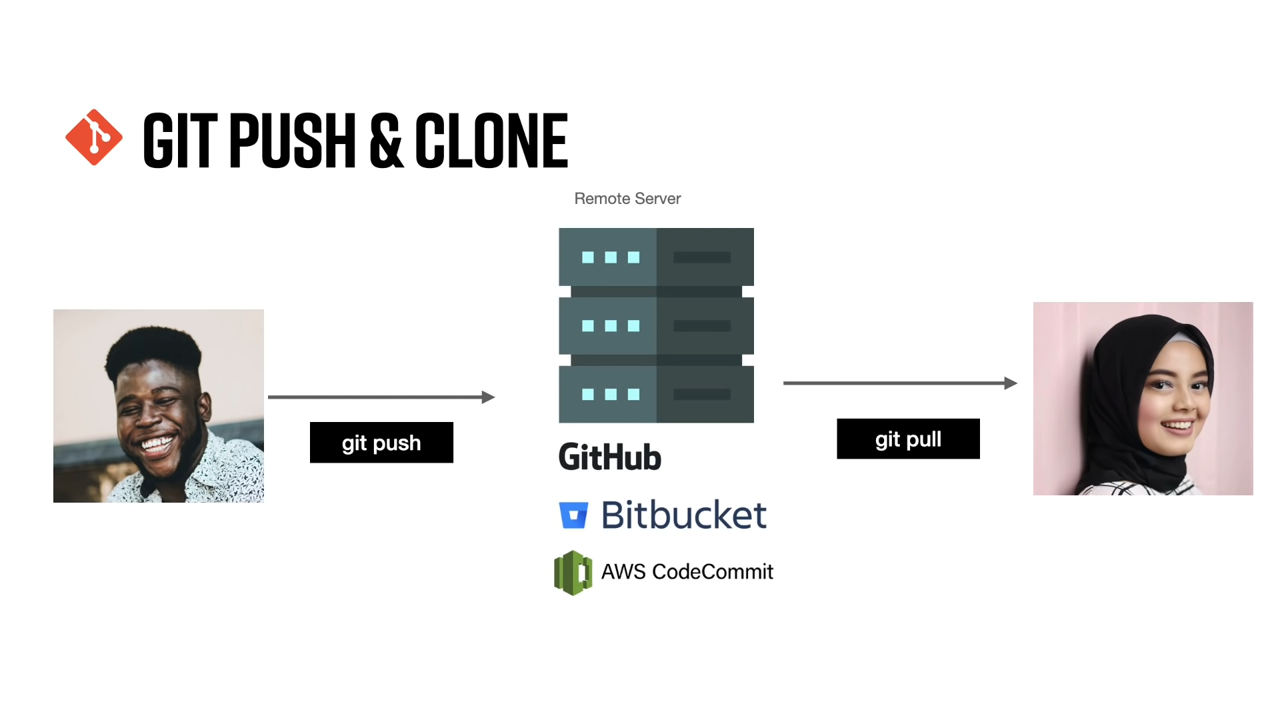 GIT PUSH & CLONE
Remote Server
git push
git pull
GitHub
Bitbucket
AWS CodeCommit